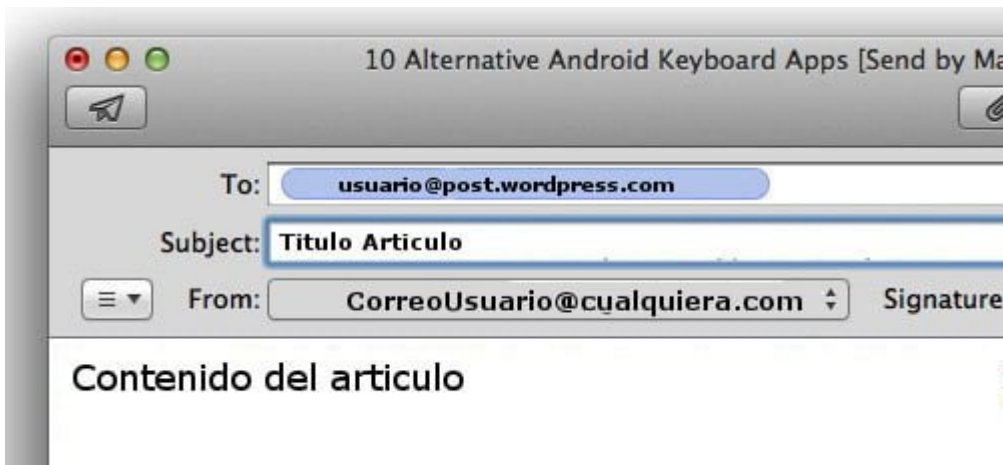 10 Alternative Android Keyboard Apps [Send by Ma
To: usuario@post.wordpress.com
Subject: Titulo Articulo
From: CorreoUsuario@cualquiera.com Signature
Contenido del articulo